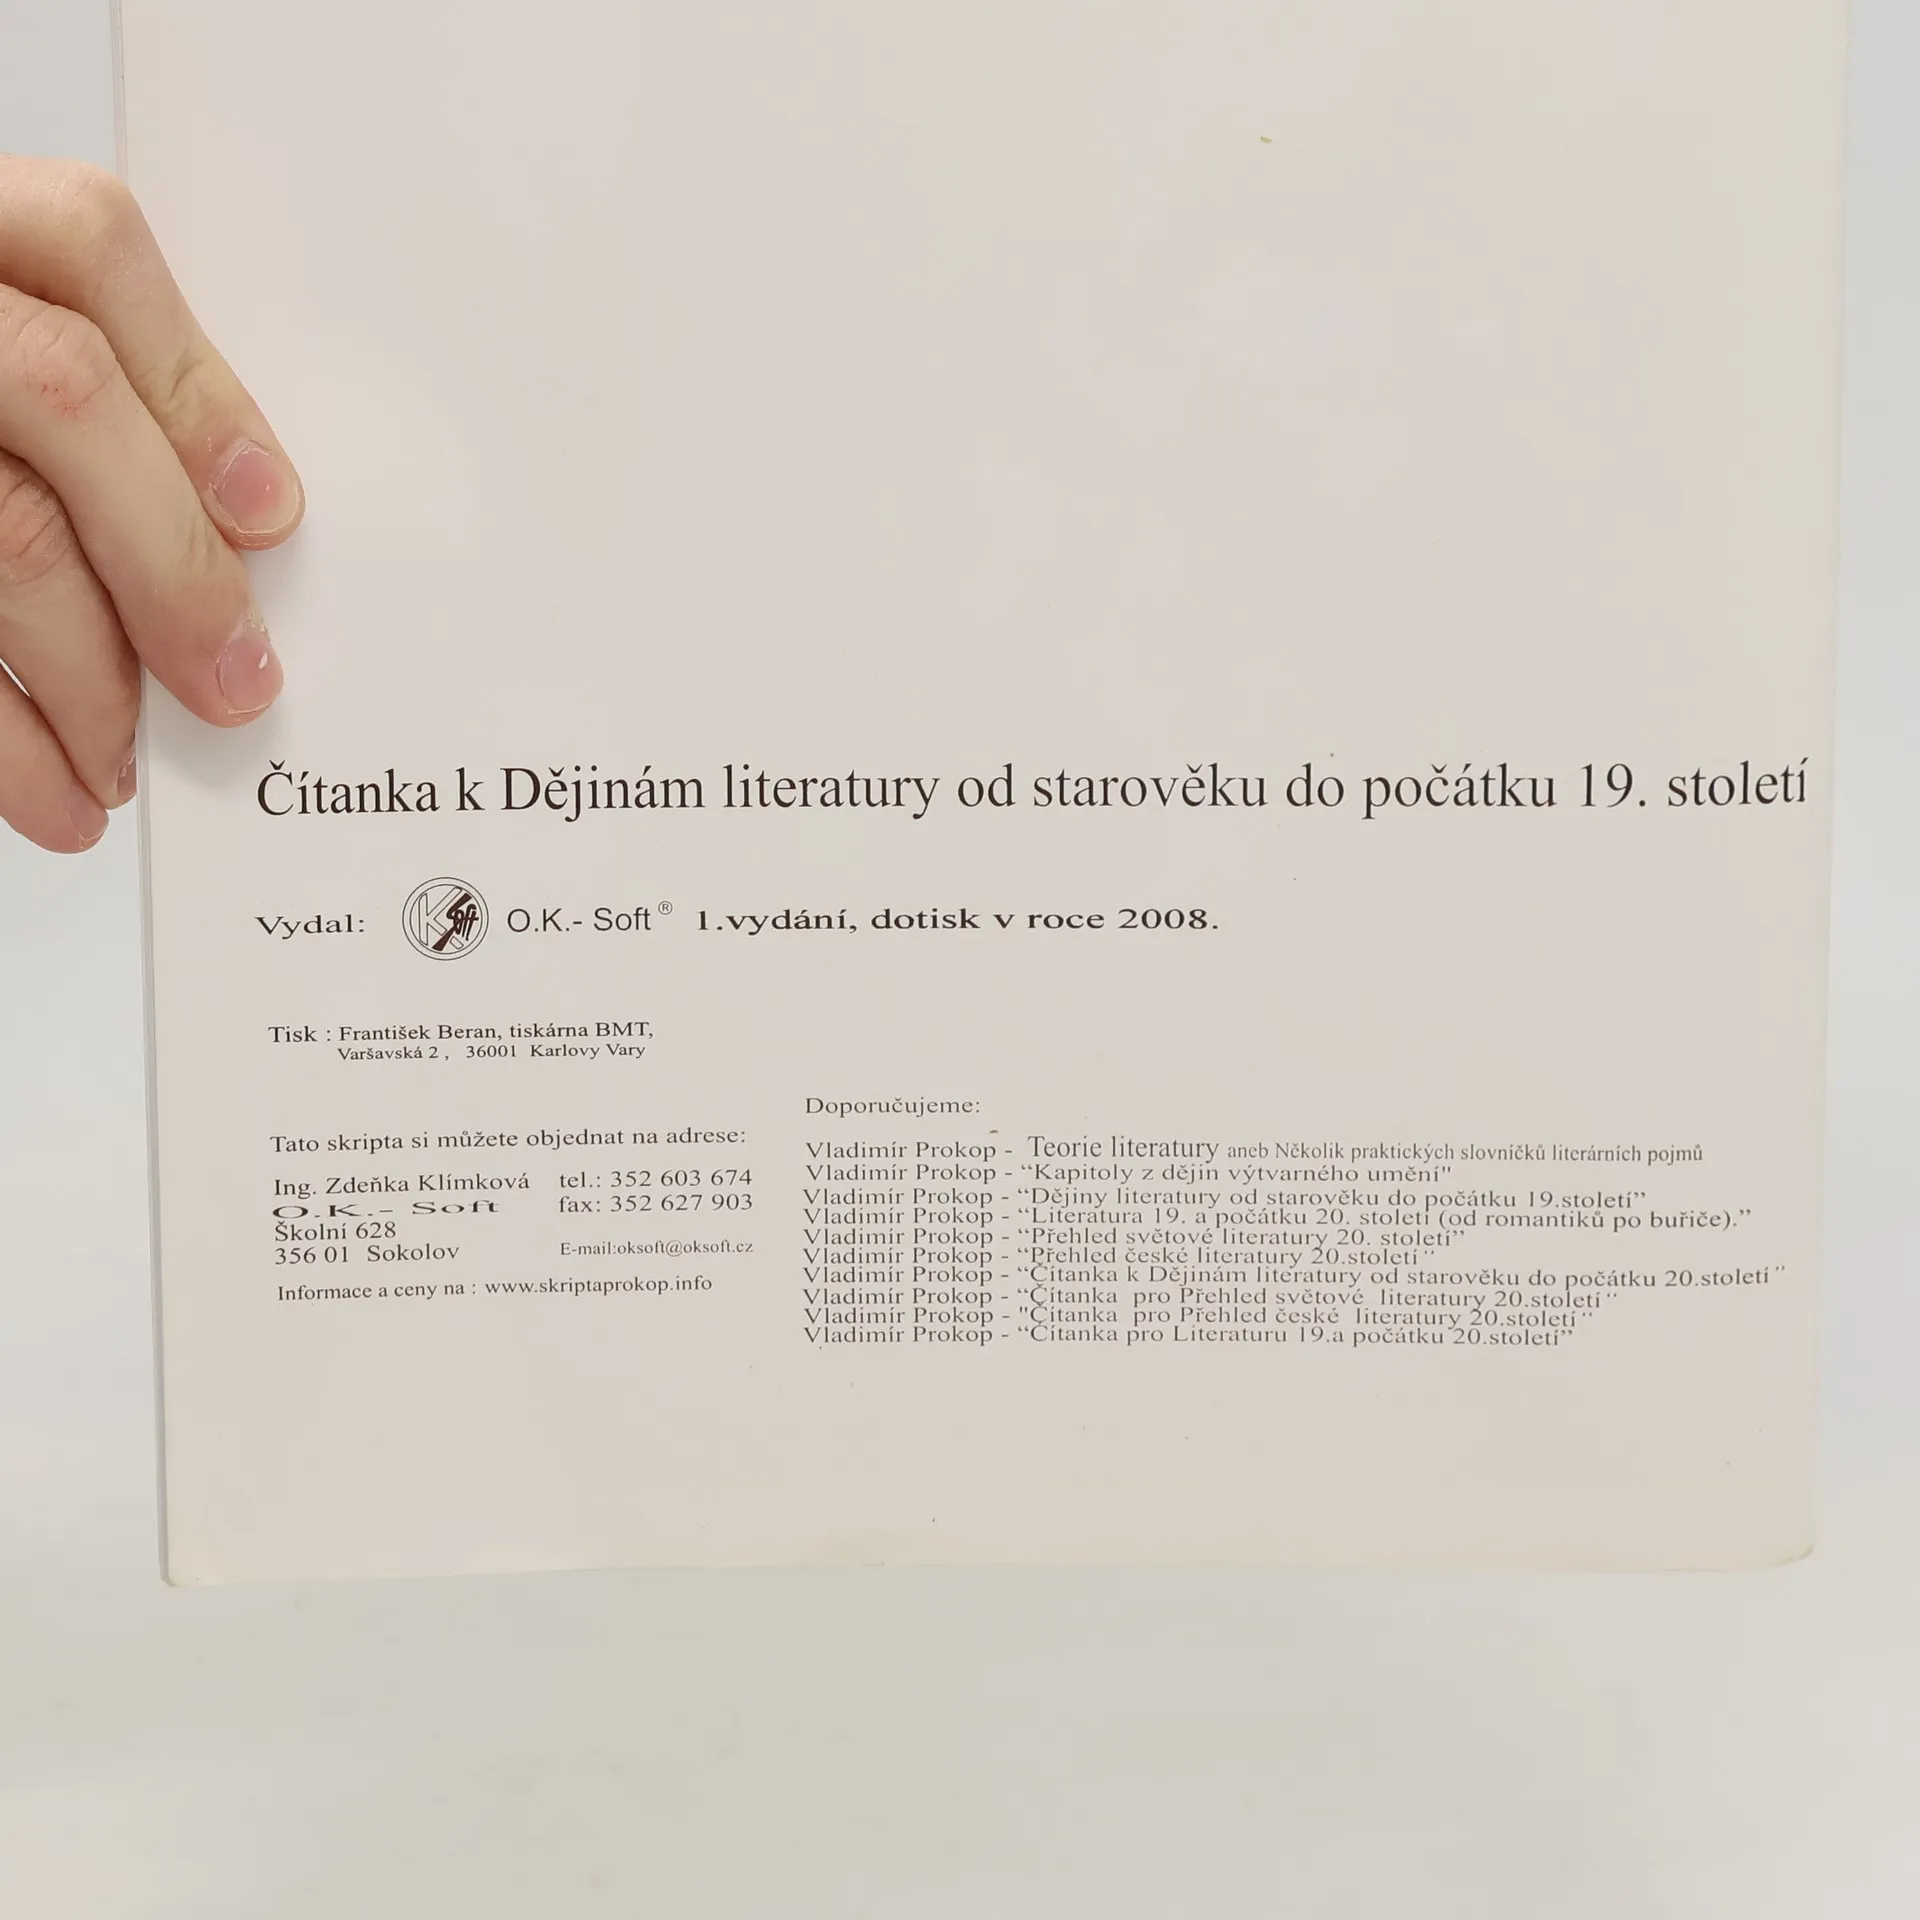 Čítanka k Dějinám literatury od starověku do počátku 19. století
Vydal: K Soft O.K.- Soft ® 1.vydání, dotisk v roce 2008.
Tisk : František Beran, tiskárna BMT,
Varšavská 2 , 36001 Karlovy Vary
Tato skripta si můžete objednat na adrese:
Ing. Zdeňka Klímková tel.: 352 603 674
O.K.- Soft fax: 352 627 903
Školní 628
356 01 Sokolov E-mail:oksoft@oksoft.cz
Informace a ceny na : www.skriptaprokop.info
Doporučujeme:
Vladimír Prokop - Teorie literatury aneb Několik praktických slovníčků literárních pojmů
Vladimír Prokop - “Kapitoly z dějin výtvarného umění"
Vladimír Prokop - “Dějiny literatury od starověku do počátku 19.století”
Vladimír Prokop - “Literatura 19. a počátku 20. století (od romantiků po buřiče).”
Vladimír Prokop - “Přehled světové literatury 20. století”
Vladimír Prokop - “Přehled české literatury 20.století “
Vladimír Prokop - “Čítanka k Dějinám literatury od starověku do počátku 20.století “
Vladimír Prokop - “Čítanka pro Přehled světové literatury 20.století “
Vladimír Prokop - "Čítanka pro Přehled české literatury 20.století “
Vladimír Prokop - “Čítanka pro Literaturu 19.a počátku 20.století”